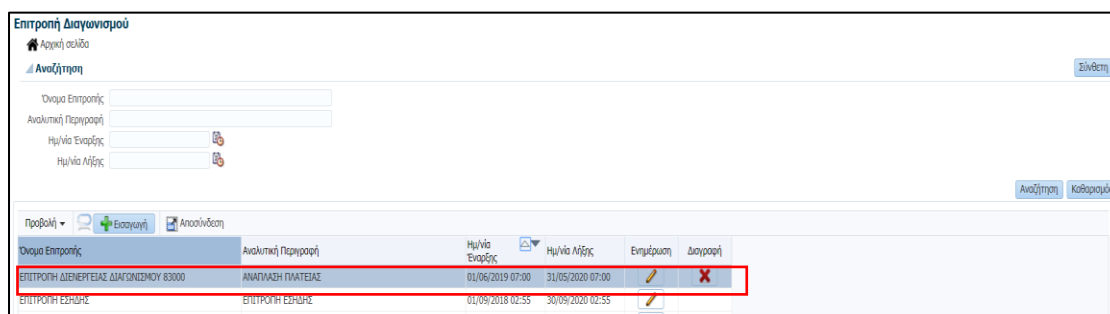 Επιτροπή Διαγωνισμού
Αρχική σελίδα
Αναζήτηση
Σύνθετη
Όνομα Επιτροπής
Αναλυτική Περιγραφή
Ημ/νία Έναρξης
Ημ/νία Λήξης
Αναζήτηση Καθαρισμό
Προβολή Εισαγωγή Αποσύνδεση
Όνομα Επιτροπής Αναλυτική Περιγραφή Ημ/νία Έναρξης Ημ/νία Λήξης Ενημέρωση Διαγραφή
ΕΠΙΤΡΟΠΗ ΔΙΕΝΕΡΓΕΙΑΣ ΔΙΑΓΩΝΙΣΜΟΥ 83000 ΑΝΑΠΛΑΣΗ ΠΛΑΤΕΙΑΣ 01/06/2019 07:00 31/05/2020 07:00
ΕΠΙΤΡΟΠΗ ΕΣΗΔΗΣ ΕΠΙΤΡΟΠΗ ΕΣΗΔΗΣ 01/09/2018 02:55 30/09/2020 02:55